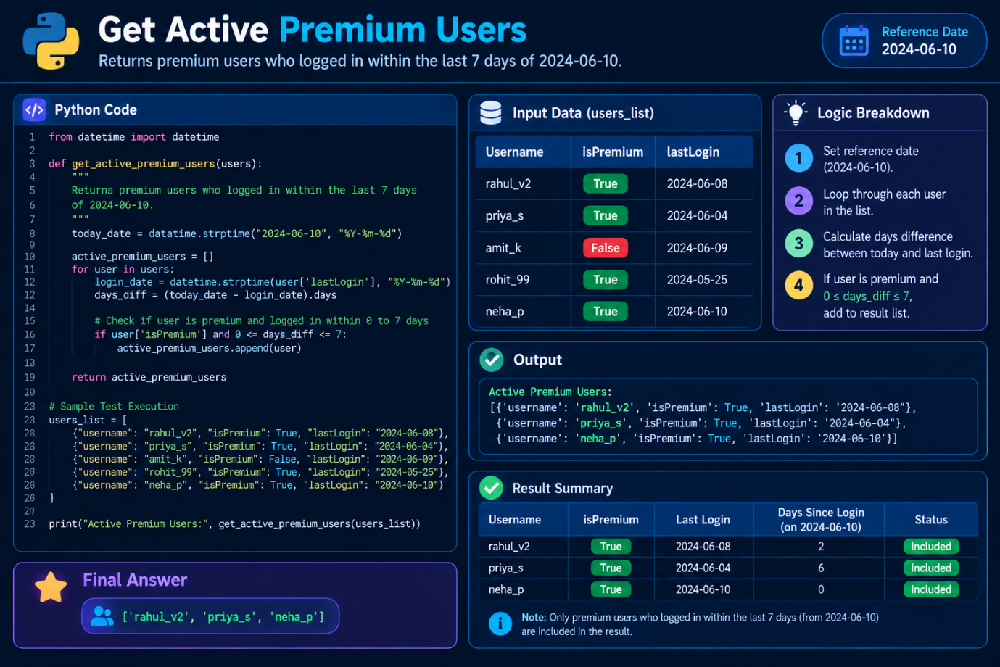 Get Active Premium Users
Returns premium users who logged in within the last 7 days of 2024-06-10.
Reference Date
2024-06-10
</> Python Code
1 from datetime import datetime
2
3 def get_active_premium_users(users):
4 """
5 Returns premium users who logged in within the last 7 days
6 of 2024-06-10.
7 """
8 today_date = datatime.strptime("2024-06-10", "%Y-%m-%d")
9
10 active_premium_users = []
11 for user in users:
12 login_date = datetime.strptime(user['lastLogin'], "%Y-%m-%d")
12 days_diff = (today_date - login_date).days
14
15 # Check if user is premium and logged in within 0 to 7 days
16 if user['isPremium'] and 0 <= days_diff <= 7:
17 active_premium_users.append(user)
13
19 return active_premium_users
20
23 # Sample Test Execution
23 users_list = [
28 {"username": "rahul_v2", "isPremium": True, "lastLogin": "2024-06-08"},
28 {"username": "priya_s", "isPremium": True, "lastLogin": "2024-06-04"},
28 {"username": "amit_k", "isPremium": False, "lastLogin": "2024-06-09"},
29 {"username": "rohit_99", "isPremium": True, "lastLogin": "2024-05-25"},
28 {"username": "neha_p", "isPremium": True, "lastLogin": "2024-06-10"}
26 ]
27
23 print("Active Premium Users:", get_active_premium_users(users_list))
Final Answer
['rahul_v2', 'priya_s', 'neha_p']
Input Data (users_list)
Username isPremium lastLogin
rahul_v2 True 2024-06-08
priya_s True 2024-06-04
amit_k False 2024-06-09
rohit_99 True 2024-05-25
neha_p True 2024-06-10
Logic Breakdown
1 Set reference date
(2024-06-10).
2 Loop through each user
in the list.
3 Calculate days difference
between today and last login.
4 If user is premium and
0 ≤ days_diff ≤ 7,
add to result list.
Output
Active Premium Users:
[{'username': 'rahul_v2', 'isPremium': True, 'lastLogin': '2024-06-08"},
{'username': 'priya_s', 'isPremium': True, 'lastLogin': '2024-06-04"},
{'username': 'neha_p', 'isPremium': True, 'lastLogin': '2024-06-10'}]
Result Summary
Username isPremium Last Login Days Since Login
(on 2024-06-10) Status
rahul_v2 True 2024-06-08 2 Included
priya_s True 2024-06-04 6 Included
neha_p True 2024-06-10 0 Included
i Note: Only premium users who logged in within the last 7 days (from 2024-06-10)
are included in the result.